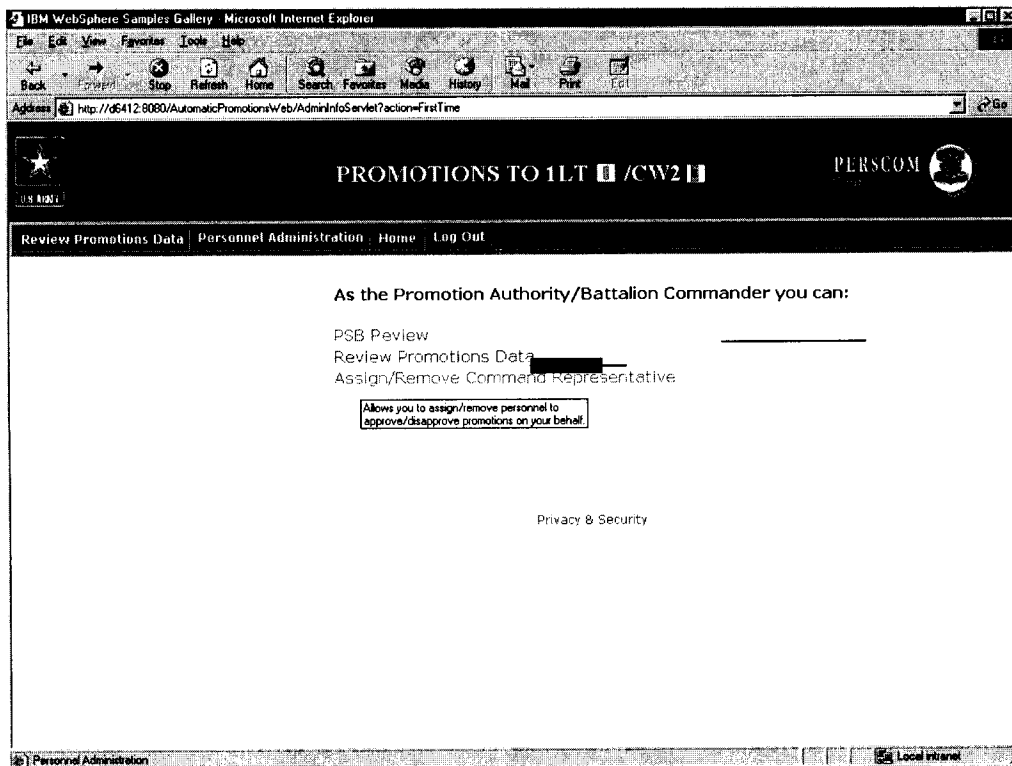 IBM WebSphere Samples Gallery - Microsoft Internet Explorer
File Edit View Favorites Tools Help
Back Forward Stop Refresh Home Search Favorites Media History Mail Print Edit
Address http://d6412:8080/AutomaticPromotionsWeb/AdminInfoServlet?action=FirstTime Go
PROMOTIONS TO 1LT /CW2
PERSCOM
U.S. ARMY
Review Promotions Data Personnel Administration Home Log Out
As the Promotion Authority/Battalion Commander you can:
PSB Review
Review Promotions Data
Assign/Remove Command Representative
Allows you to assign/remove personnel to
approve/disapprove promotions on your behalf.
Privacy & Security
Personnel Administration Local intranet